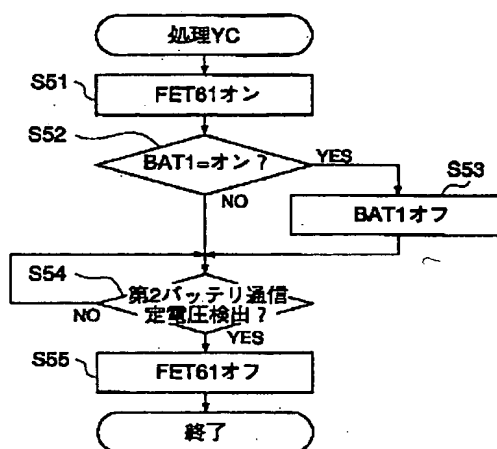 処理YC
S51
FET61オン
S52
BAT1=オン?
YES
NO
S53
BAT1オフ
S54
第2バッテリ通信
定電圧検出?
NO
YES
S55
FET61オフ
終了